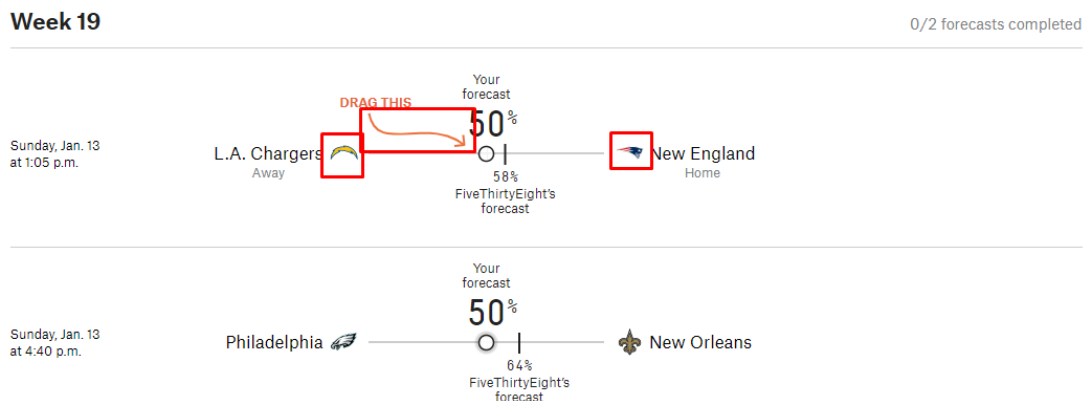 Week 19
0/2 forecasts completed
Your
forecast
DRAG THIS
50%
Sunday, Jan. 13
at 1:05 p.m.
L.A. Chargers
Away
New England
Home
58%
FiveThirtyEight's
forecast
Your
forecast
50%
Sunday, Jan. 13
at 4:40 p.m.
Philadelphia
New Orleans
64%
FiveThirtyEight's
forecast